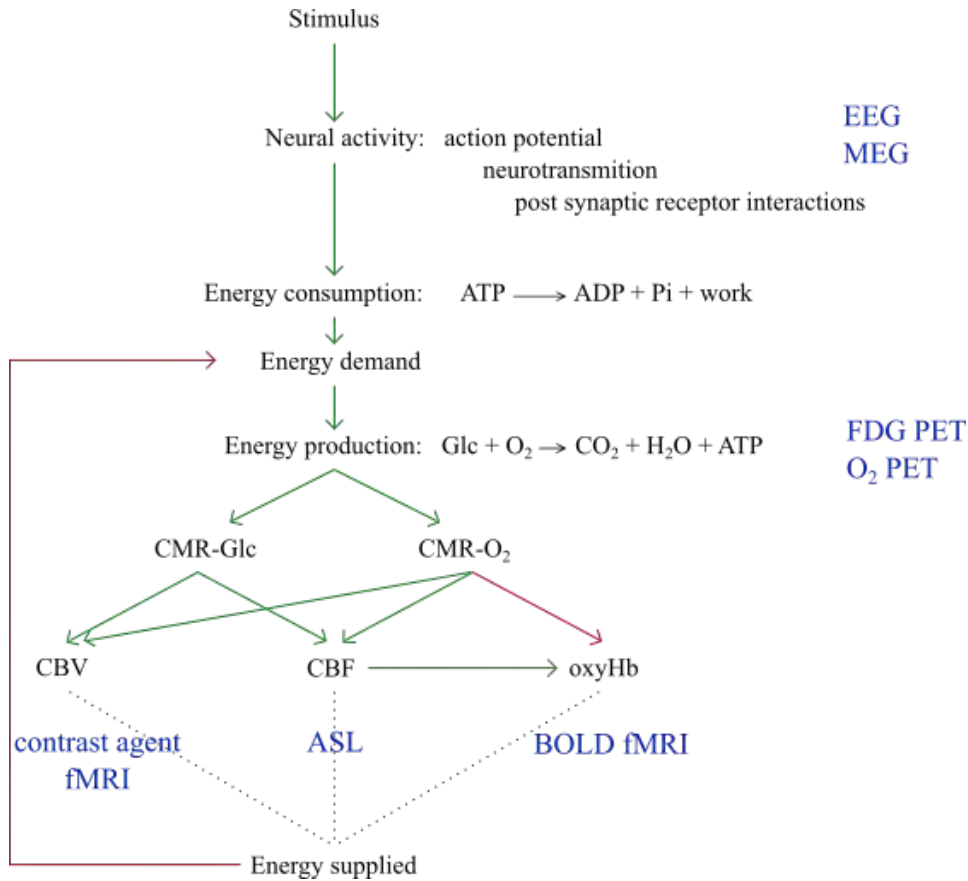 Stimulus
Neural activity: action potential
neurotransmition
post synaptic receptor interactions
EEG
MEG
Energy consumption: ATP ⟶ ADP + Pi + work
Energy demand
Energy production: Glc + O₂ → CO₂ + H₂O + ATP
FDG PET
O₂ PET
CMR-Glc
CMR-O₂
CBV
CBF
oxyHb
contrast agent
fMRI
ASL
BOLD fMRI
Energy supplied